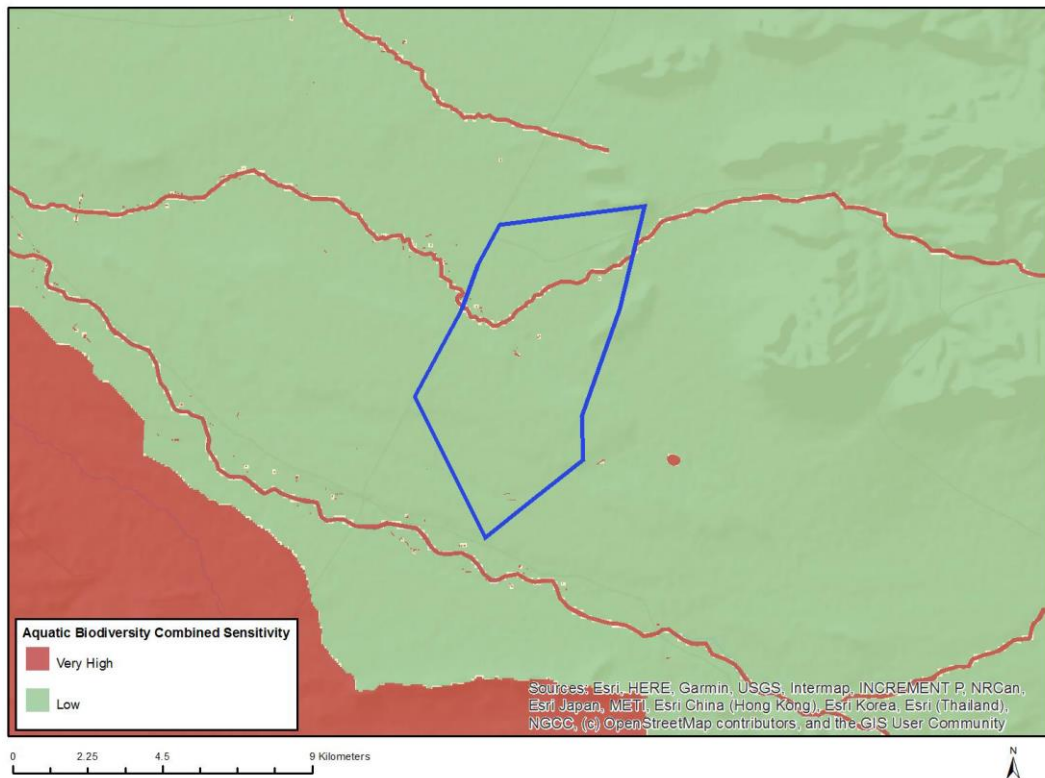 Aquatic Biodiversity Combined Sensitivity
Very High
Low
Sources: Esri, HERE, Garmin, USGS, Intermap, INCREMENT P, NRCan,
Esri Japan, METI, Esri China (Hong Kong), Esri Korea, Esri (Thailand),
NGCC, (c) OpenStreetMap contributors, and the GIS User Community
0 2.25 4.5 9 Kilometers
N